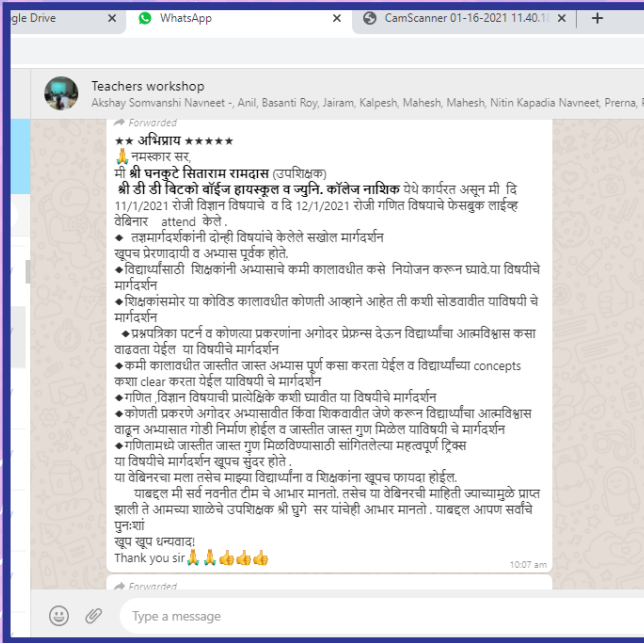 gle Drive
WhatsApp
CamScanner 01-16-2021 11.40.1
Teachers workshop
Akshay Somvanshi Navneet -, Anil, Basanti Roy, Jairam, Kalpesh, Mahesh, Mahesh, Nitin Kapadia Navneet, Prerna,
Forwarded
★★ अभिप्राय ★★★★★
🙏 नमस्कार सर,
मी श्री घनकुटे सिताराम रामदास (उपशिक्षक)
श्री डी डी बिटको बॉईज हायस्कूल व ज्युनि. कॉलेज नाशिक येथे कार्यरत असून मी दि
11/1/2021 रोजी विज्ञान विषयाचे व दि 12/1/2021 रोजी गणित विषयाचे फेसबुक लाईव्ह
वेबिनार attend केले .
◆ तज्ञमार्गदर्शकांनी दोन्ही विषयांचे केलेले सखोल मार्गदर्शन
खूपच प्रेरणादायी व अभ्यास पूर्वक होते.
◆विद्यार्थ्यांसाठी शिक्षकांनी अभ्यासाचे कमी कालावधीत कसे नियोजन करून घ्यावे.या विषयीचे
मार्गदर्शन
◆शिक्षकांसमोर या कोविड कालावधीत कोणती आव्हाने आहेत ती कशी सोडवावीत याविषयी चे
मार्गदर्शन
◆प्रश्नपत्रिका पटर्न व कोणत्या प्रकरणांना अगोदर प्रेफ्रन्स देऊन विद्यार्थ्यांचा आत्मविश्वास कसा
वाढवता येईल या विषयीचे मार्गदर्शन
◆कमी कालावधीत जास्तीत जास्त अभ्यास पूर्ण कसा करता येईल व विद्यार्थ्यांच्या concepts
कशा clear करता येईल याविषयी चे मार्गदर्शन
◆गणित ,विज्ञान विषयाची प्रात्येक्षिके कशी घ्यावीत या विषयीचे मार्गदर्शन
◆कोणती प्रकरणे अगोदर अभ्यासावीत किंवा शिकवावीत जेणे करून विद्यार्थ्यांचा आत्मविश्वास
वाढून अभ्यासात गोडी निर्माण होईल व जास्तीत जास्त गुण मिळेल याविषयी चे मार्गदर्शन
◆गणितामध्ये जास्तीत जास्त गुण मिळविण्यासाठी सांगितलेल्या महत्वपूर्ण ट्रिक्स
या विषयीचे मार्गदर्शन खूपच सुंदर होते .
या वेबिनरचा मला तसेच माझ्या विद्यार्थ्यांना व शिक्षकांना खूपच फायदा होईल.
याबद्दल मी सर्व नवनीत टीम चे आभार मानतो. तसेच या वेबिनरची माहिती ज्याच्यामुळे प्राप्त
झाली ते आमच्या शाळेचे उपशिक्षक श्री घुगे सर यांचेही आभार मानतो . याबद्दल आपण सर्वांचे
पुनःशां
खूप खूप धन्यवाद!
Thank you sir🙏🙏👍👍👍
10:07 am
Forwarded
Type a message